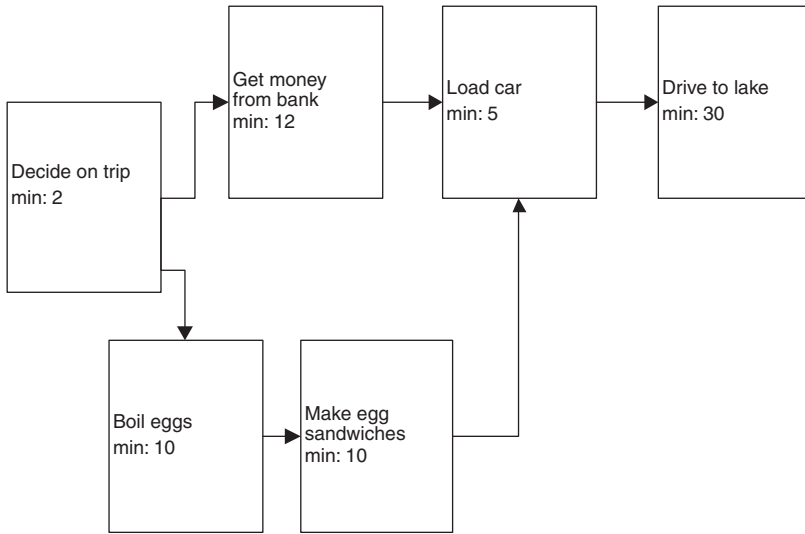 Decide on trip
min: 2
Get money
from bank
min: 12
Load car
min: 5
Drive to lake
min: 30
Boil eggs
min: 10
Make egg
sandwiches
min: 10